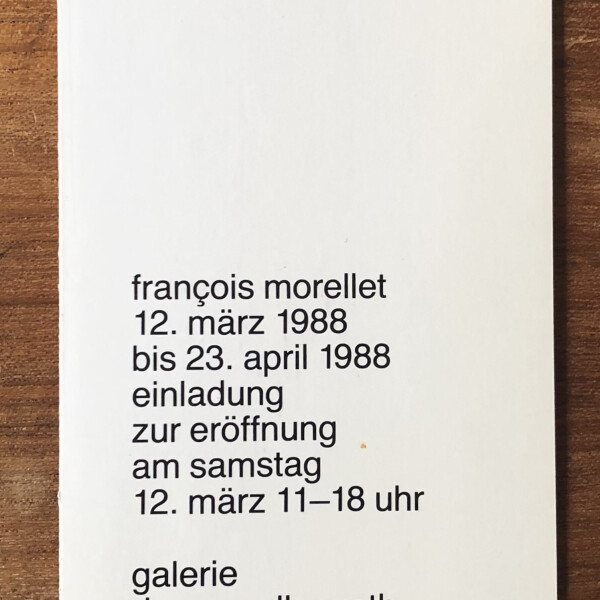 françois morellet
12. märz 1988
bis 23. april 1988
einladung
zur eröffnung
am samstag
12. märz 11–18 uhr
galerie